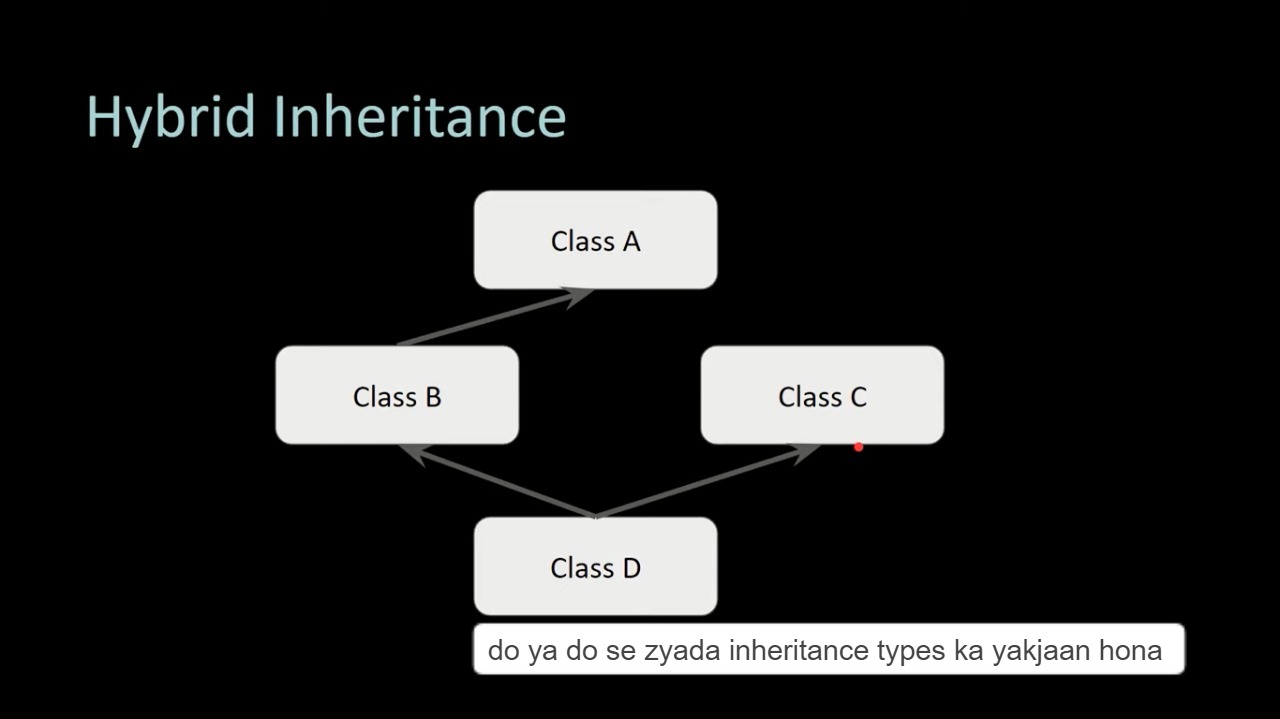 Hybrid Inheritance
Class A
Class B
Class C
Class D
do ya do se zyada inheritance types ka yakjaan hona